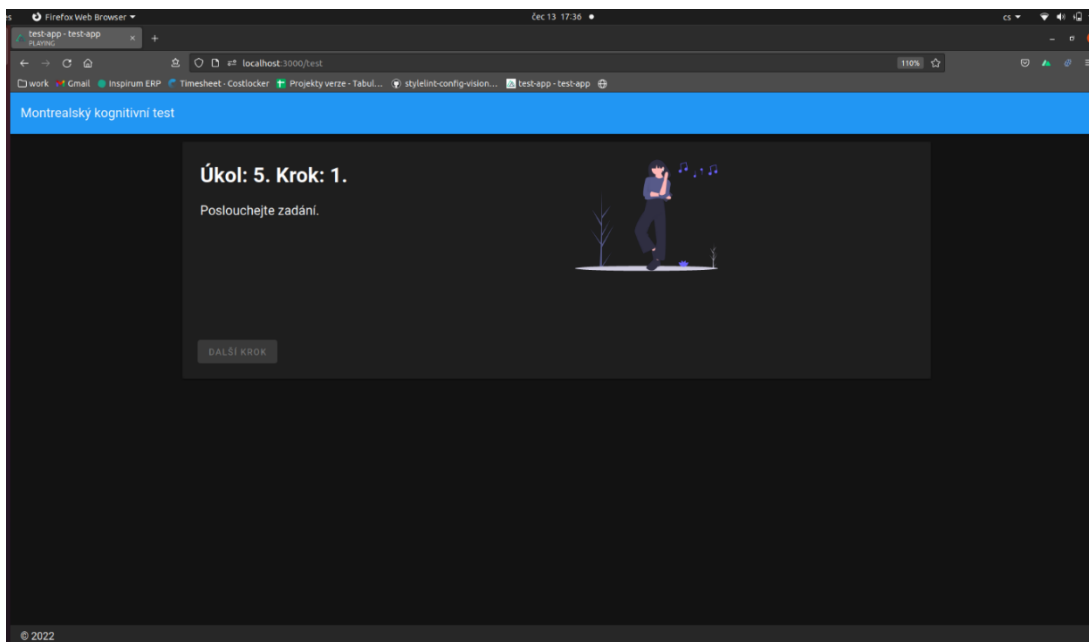 Firefox Web Browser
čec 13 17:36
cs
test-app - test-app
PLAYING
localhost:3000/test
110%
work
Gmail
Inspirum ERP
Timesheet - Costlocker
Projekty verze - Tabul...
stylelint-config-vision...
test-app - test-app
Montrealský kognitivní test
Úkol: 5. Krok: 1.
Poslouchejte zadání.
DALŠÍ KROK
© 2022